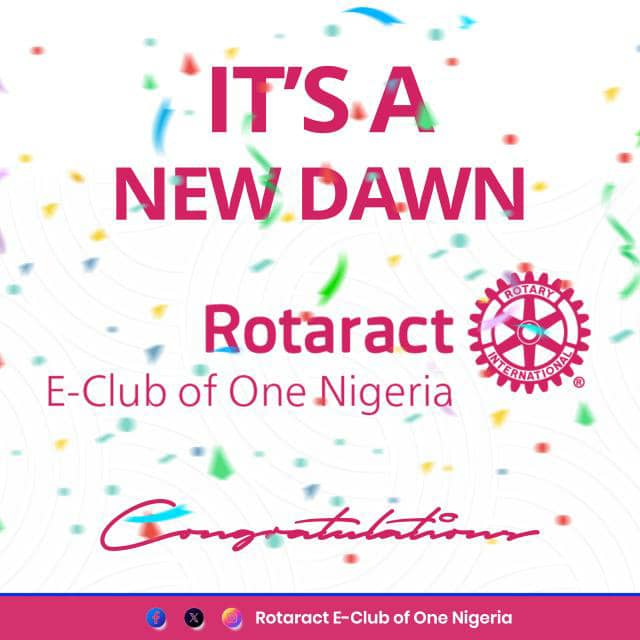 IT'S A
NEW DAWN
Rotaract
E-Club of One Nigeria
ROTARY
INTERNATIONAL
®
Congratulations
Rotaract E-Club of One Nigeria